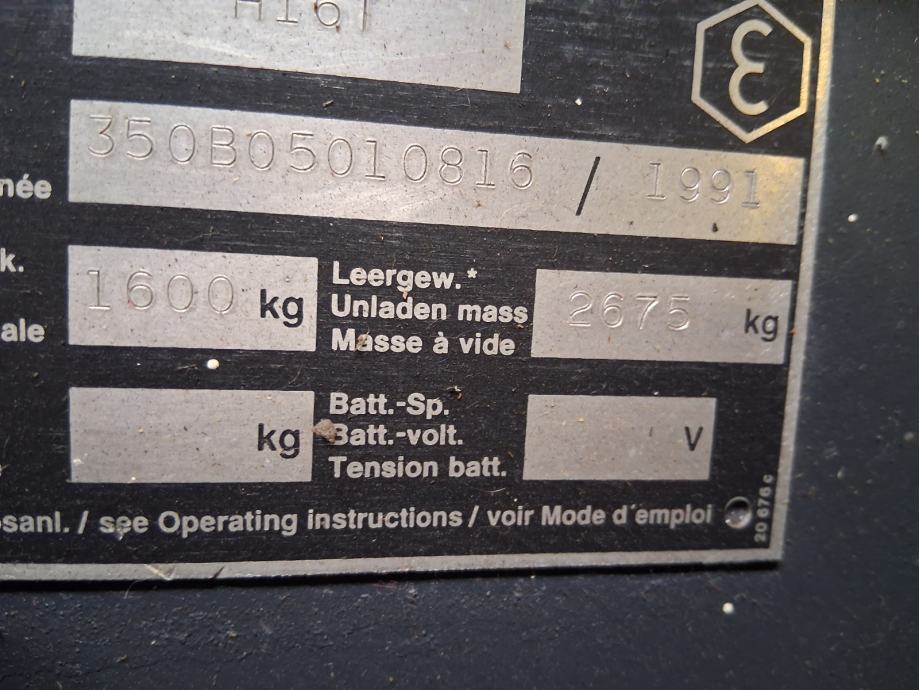 H16T
ε
350B05010816 / 1991
née
k.
ale
1600 kg
Leergew.*
Unladen mass
Masse à vide
2675 kg
kg
Batt.-Sp.
Batt.-volt.
Tension batt.
V
sanl. / see Operating instructions / voir Mode d'emploi
20 676 c